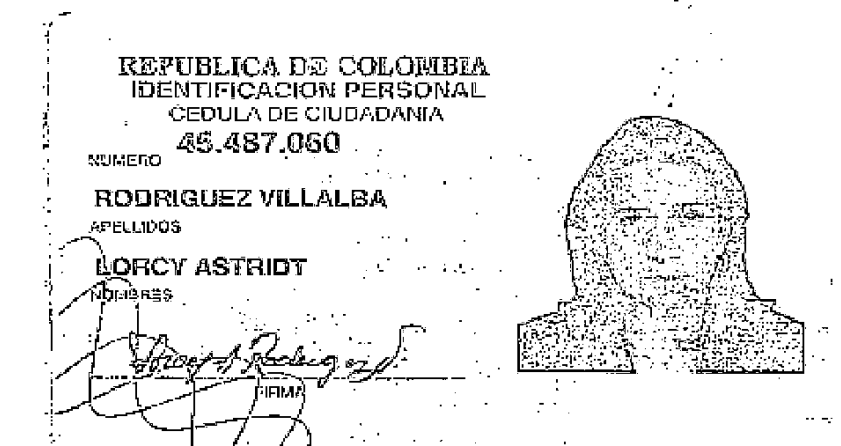 REPUBLICA DE COLOMBIA
IDENTIFICACION PERSONAL
CEDULA DE CIUDADANIA
45.487.060
NUMERO
RODRIGUEZ VILLALBA
APELLIDOS
LORCY ASTRIDT
NOMBRES
FIRMA